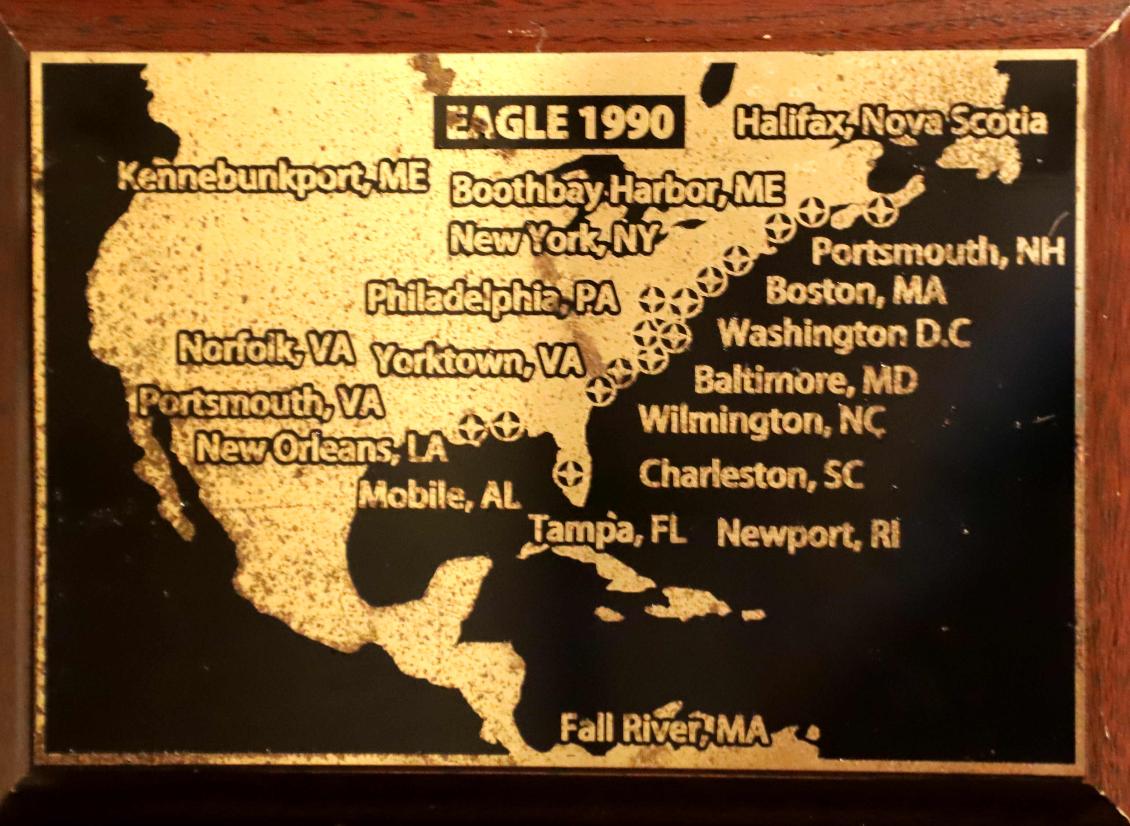 EAGLE 1990
Halifax, Nova Scotia
Kennebunkport, ME
Boothbay Harbor, ME
New York, NY
Portsmouth, NH
Philadelphia, PA
Boston, MA
Washington D.C
Norfolk, VA
Yorktown, VA
Baltimore, MD
Portsmouth, VA
Wilmington, NC
New Orleans, LA
Charleston, SC
Mobile, AL
Tampa, FL
Newport, RI
Fall River, MA